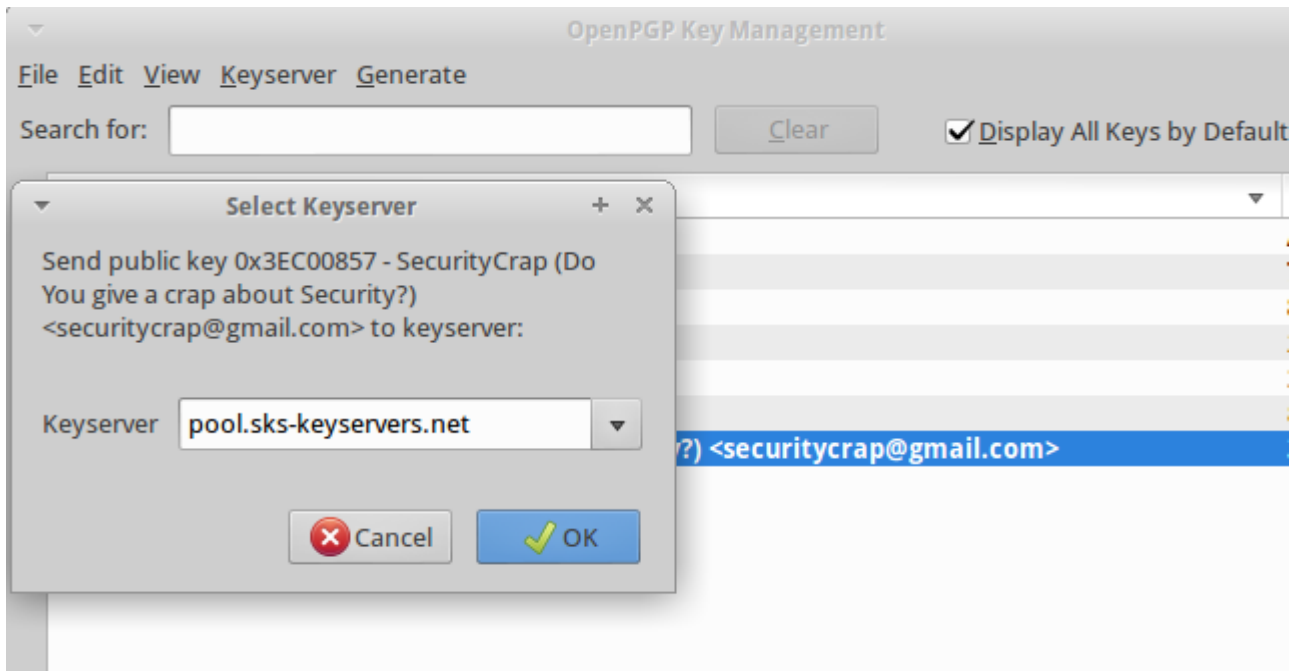 OpenPGP Key Management
File Edit View Keyserver Generate
Search for: Clear Display All Keys by Default
Select Keyserver
Send public key 0x3EC00857 - SecurityCrap (Do
You give a crap about Security?)
<securitycrap@gmail.com> to keyserver:
Keyserver pool.sks-keyservers.net
?) <securitycrap@gmail.com>
Cancel OK